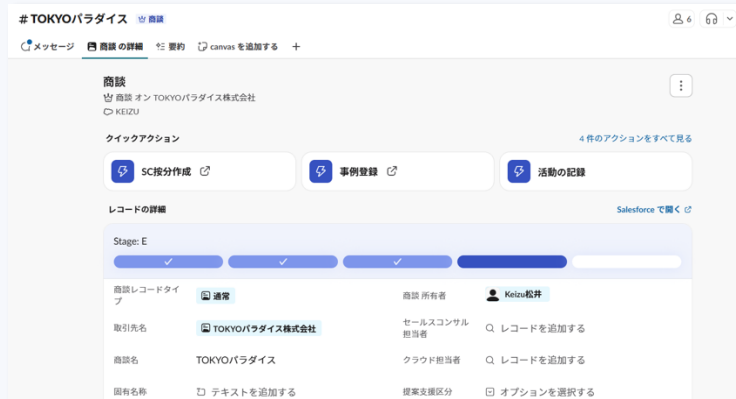 #TOKYOパラダイス 商談
6
メッセージ 商談 の詳細 要約 canvas を追加する +
商談
商談 オン TOKYOパラダイス株式会社
KEIZU
クイックアクション 4 件のアクションをすべて見る
SC按分作成 事例登録 活動の記録
レコードの詳細 Salesforce で開く
Stage: E
商談レコードタイ
プ
通常 商談 所有者 Keizu松井
取引先名 TOKYOパラダイス株式会社 セールスコンサル
担当者
レコードを追加する
商談名 TOKYOパラダイス クラウド担当者 レコードを追加する
固有名称 テキストを追加する 提案支援区分 オプションを選択する